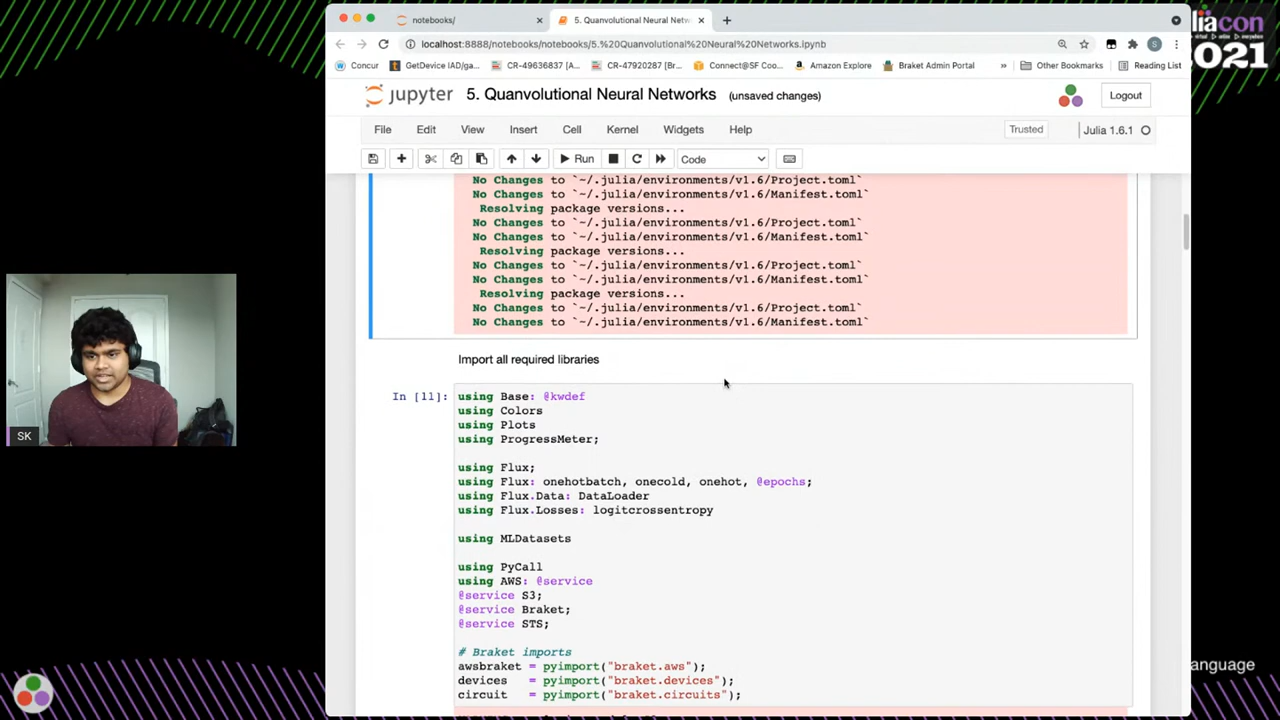 notebooks/
5. Quanvolutional Neural Netw
localhost:8888/notebooks/notebooks/5.%20Quanvolutional%20Neural%20Networks.ipynb
S
Concur
GetDevice IAD/ga...
CR-49636837 [A...
CR-47920287 [Br...
Connect@SF Coo...
Amazon Explore
Braket Admin Portal
»
Other Bookmarks
Reading List
jupyter
5. Quanvolutional Neural Networks
(unsaved changes)
Logout
File
Edit
View
Insert
Cell
Kernel
Widgets
Help
Trusted
Julia 1.6.1
Run
Code
No Changes to `~/.julia/environments/v1.6/Project.toml`
No Changes to `~/.julia/environments/v1.6/Manifest.toml`
Resolving package versions...
No Changes to `~/.julia/environments/v1.6/Project.toml`
No Changes to `~/.julia/environments/v1.6/Manifest.toml`
Resolving package versions...
No Changes to `~/.julia/environments/v1.6/Project.toml`
No Changes to `~/.julia/environments/v1.6/Manifest.toml`
Resolving package versions...
No Changes to `~/.julia/environments/v1.6/Project.toml`
No Changes to `~/.julia/environments/v1.6/Manifest.toml`
Import all required libraries
In [11]:
using Base: @kwdef
using Colors
using Plots
using ProgressMeter;
using Flux;
using Flux: onehotbatch, onecold, onehot, @epochs;
using Flux.Data: DataLoader
using Flux.Losses: logitcrossentropy
using MLDatasets
using PyCall
using AWS: @service
@service S3;
@service Braket;
@service STS;
# Braket imports
awsbraket = pyimport("braket.aws");
devices = pyimport("braket.devices");
circuit = pyimport("braket.circuits");
SK
liacon
2021
anguage